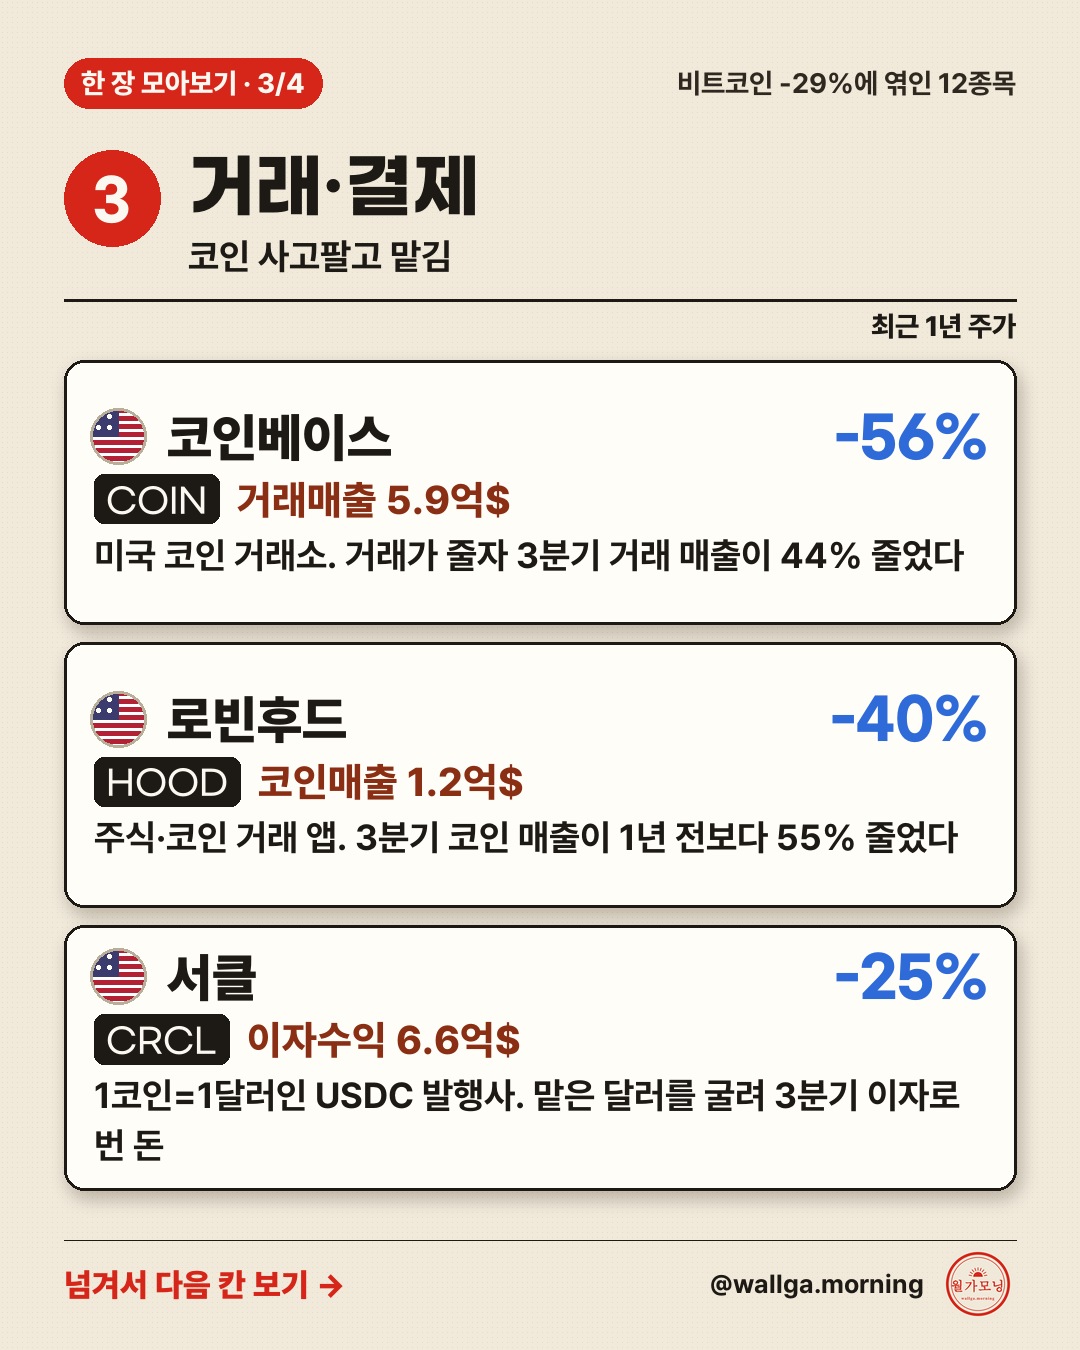 한 장 모아보기 · 3/4
비트코인 -29%에 엮인 12종목
3
거래·결제
코인 사고팔고 맡김
최근 1년 주가
코인베이스
-56%
COIN 거래매출 5.9억$
미국 코인 거래소. 거래가 줄자 3분기 거래 매출이 44% 줄었다
로빈후드
-40%
HOOD 코인매출 1.2억$
주식·코인 거래 앱. 3분기 코인 매출이 1년 전보다 55% 줄었다
서클
-25%
CRCL 이자수익 6.6억$
1코인=1달러인 USDC 발행사. 맡은 달러를 굴려 3분기 이자로
번 돈
넘겨서 다음 칸 보기 →
@wallga.morning
월가모닝
wallga.morning